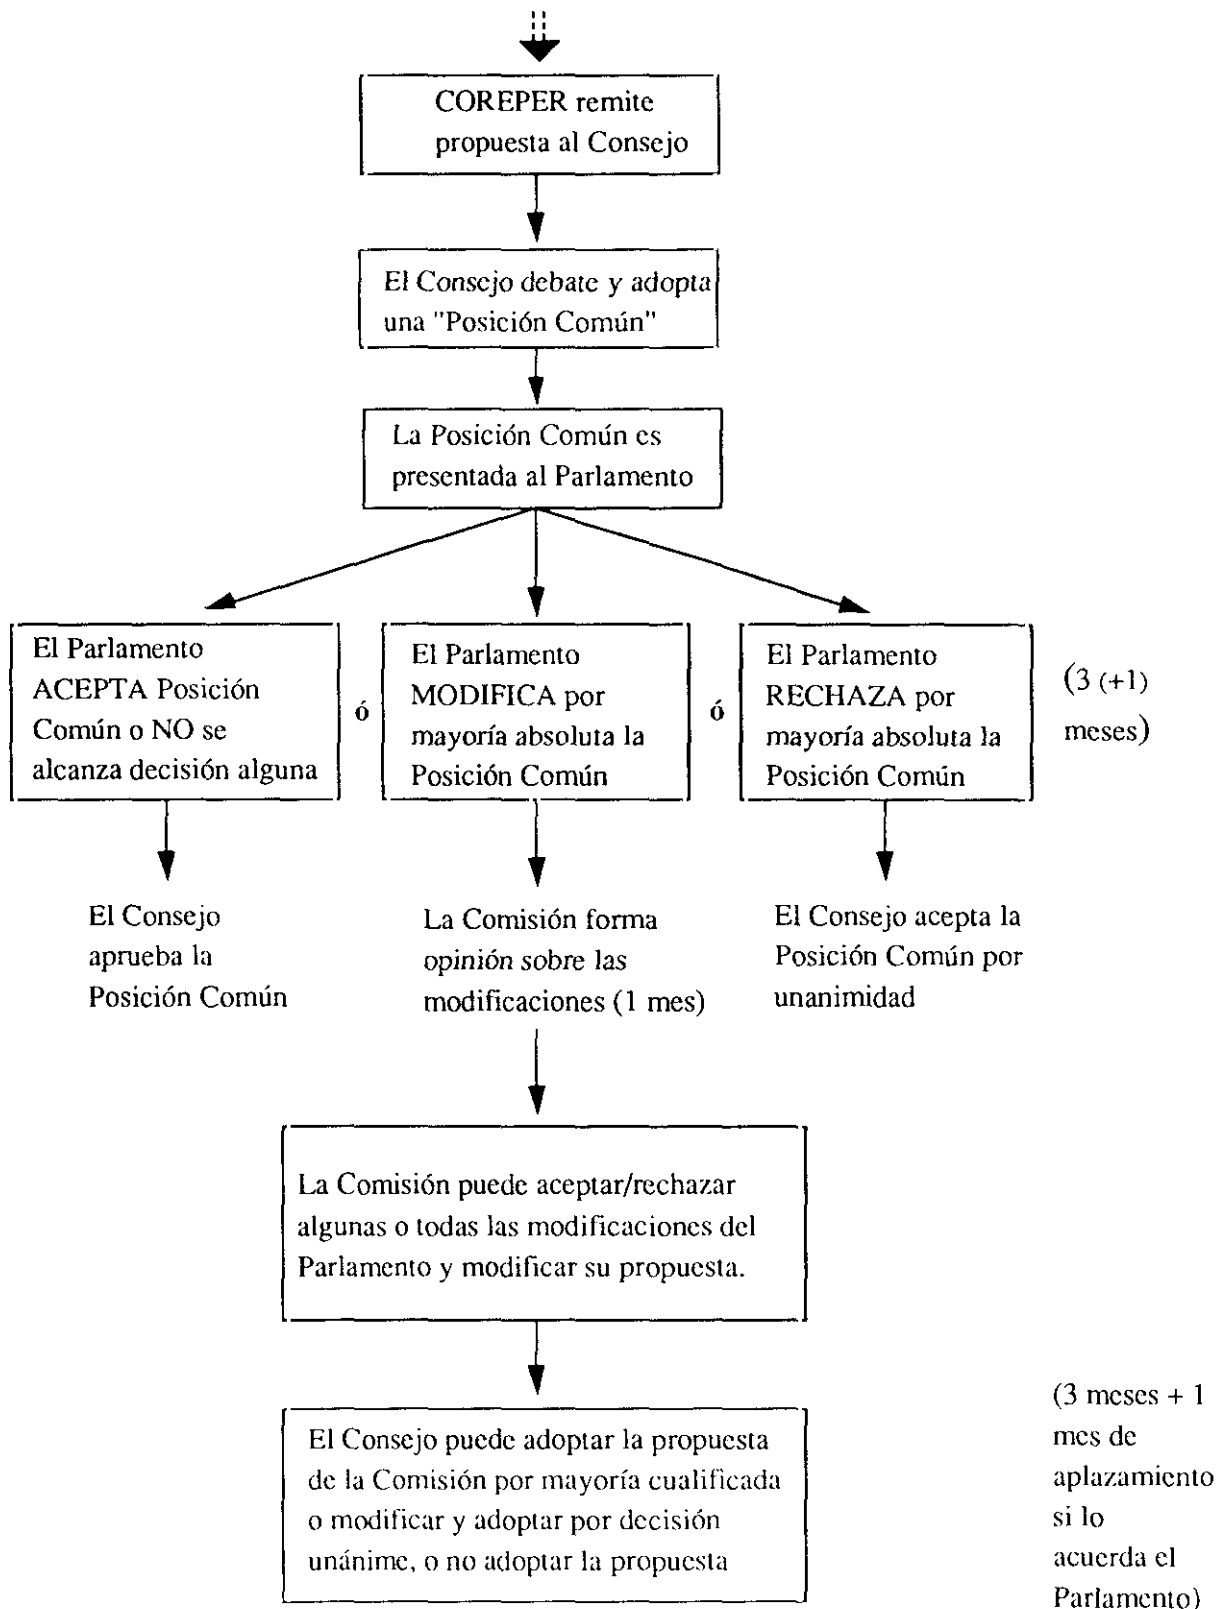 COREPER remite
propuesta al Consejo
El Consejo debate y adopta
una "Posición Común"
La Posición Común es
presentada al Parlamento
El Parlamento
ACEPTA Posición
Común o NO se
alcanza decisión alguna
ó
El Parlamento
MODIFICA por
mayoría absoluta la
Posición Común
ó
El Parlamento
RECHAZA por
mayoría absoluta la
Posición Común
(3 (+1)
meses)
El Consejo
aprueba la
Posición Común
La Comisión forma
opinión sobre las
modificaciones (1 mes)
El Consejo acepta la
Posición Común por
unanimidad
La Comisión puede aceptar/rechazar
algunas o todas las modificaciones del
Parlamento y modificar su propuesta.
El Consejo puede adoptar la propuesta
de la Comisión por mayoría cualificada
o modificar y adoptar por decisión
unánime, o no adoptar la propuesta
(3 meses + 1
mes de
aplazamiento
si lo
acuerda el
Parlamento)